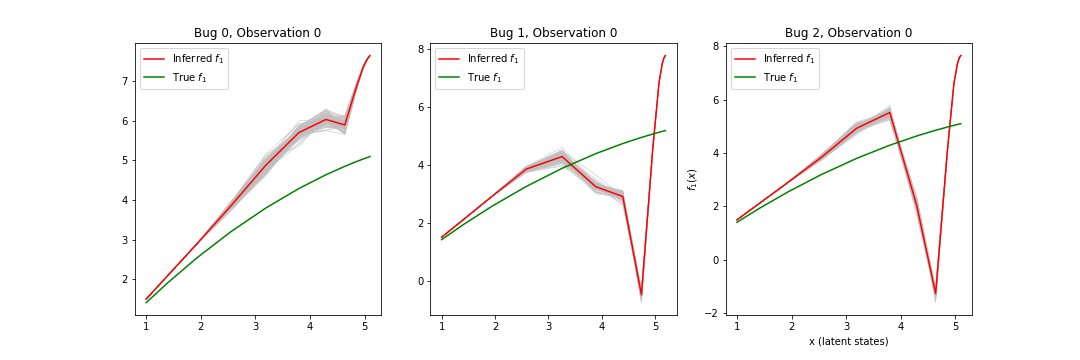 Bug 0, Observation 0
Inferred f₁
True f₁
7
6
5
4
3
2
1 2 3 4 5
Bug 1, Observation 0
Inferred f₁
True f₁
8
6
4
2
0
1 2 3 4 5
Bug 2, Observation 0
Inferred f₁
True f₁
f₁(x)
8
6
4
2
0
−2
1 2 3 4 5
x (latent states)